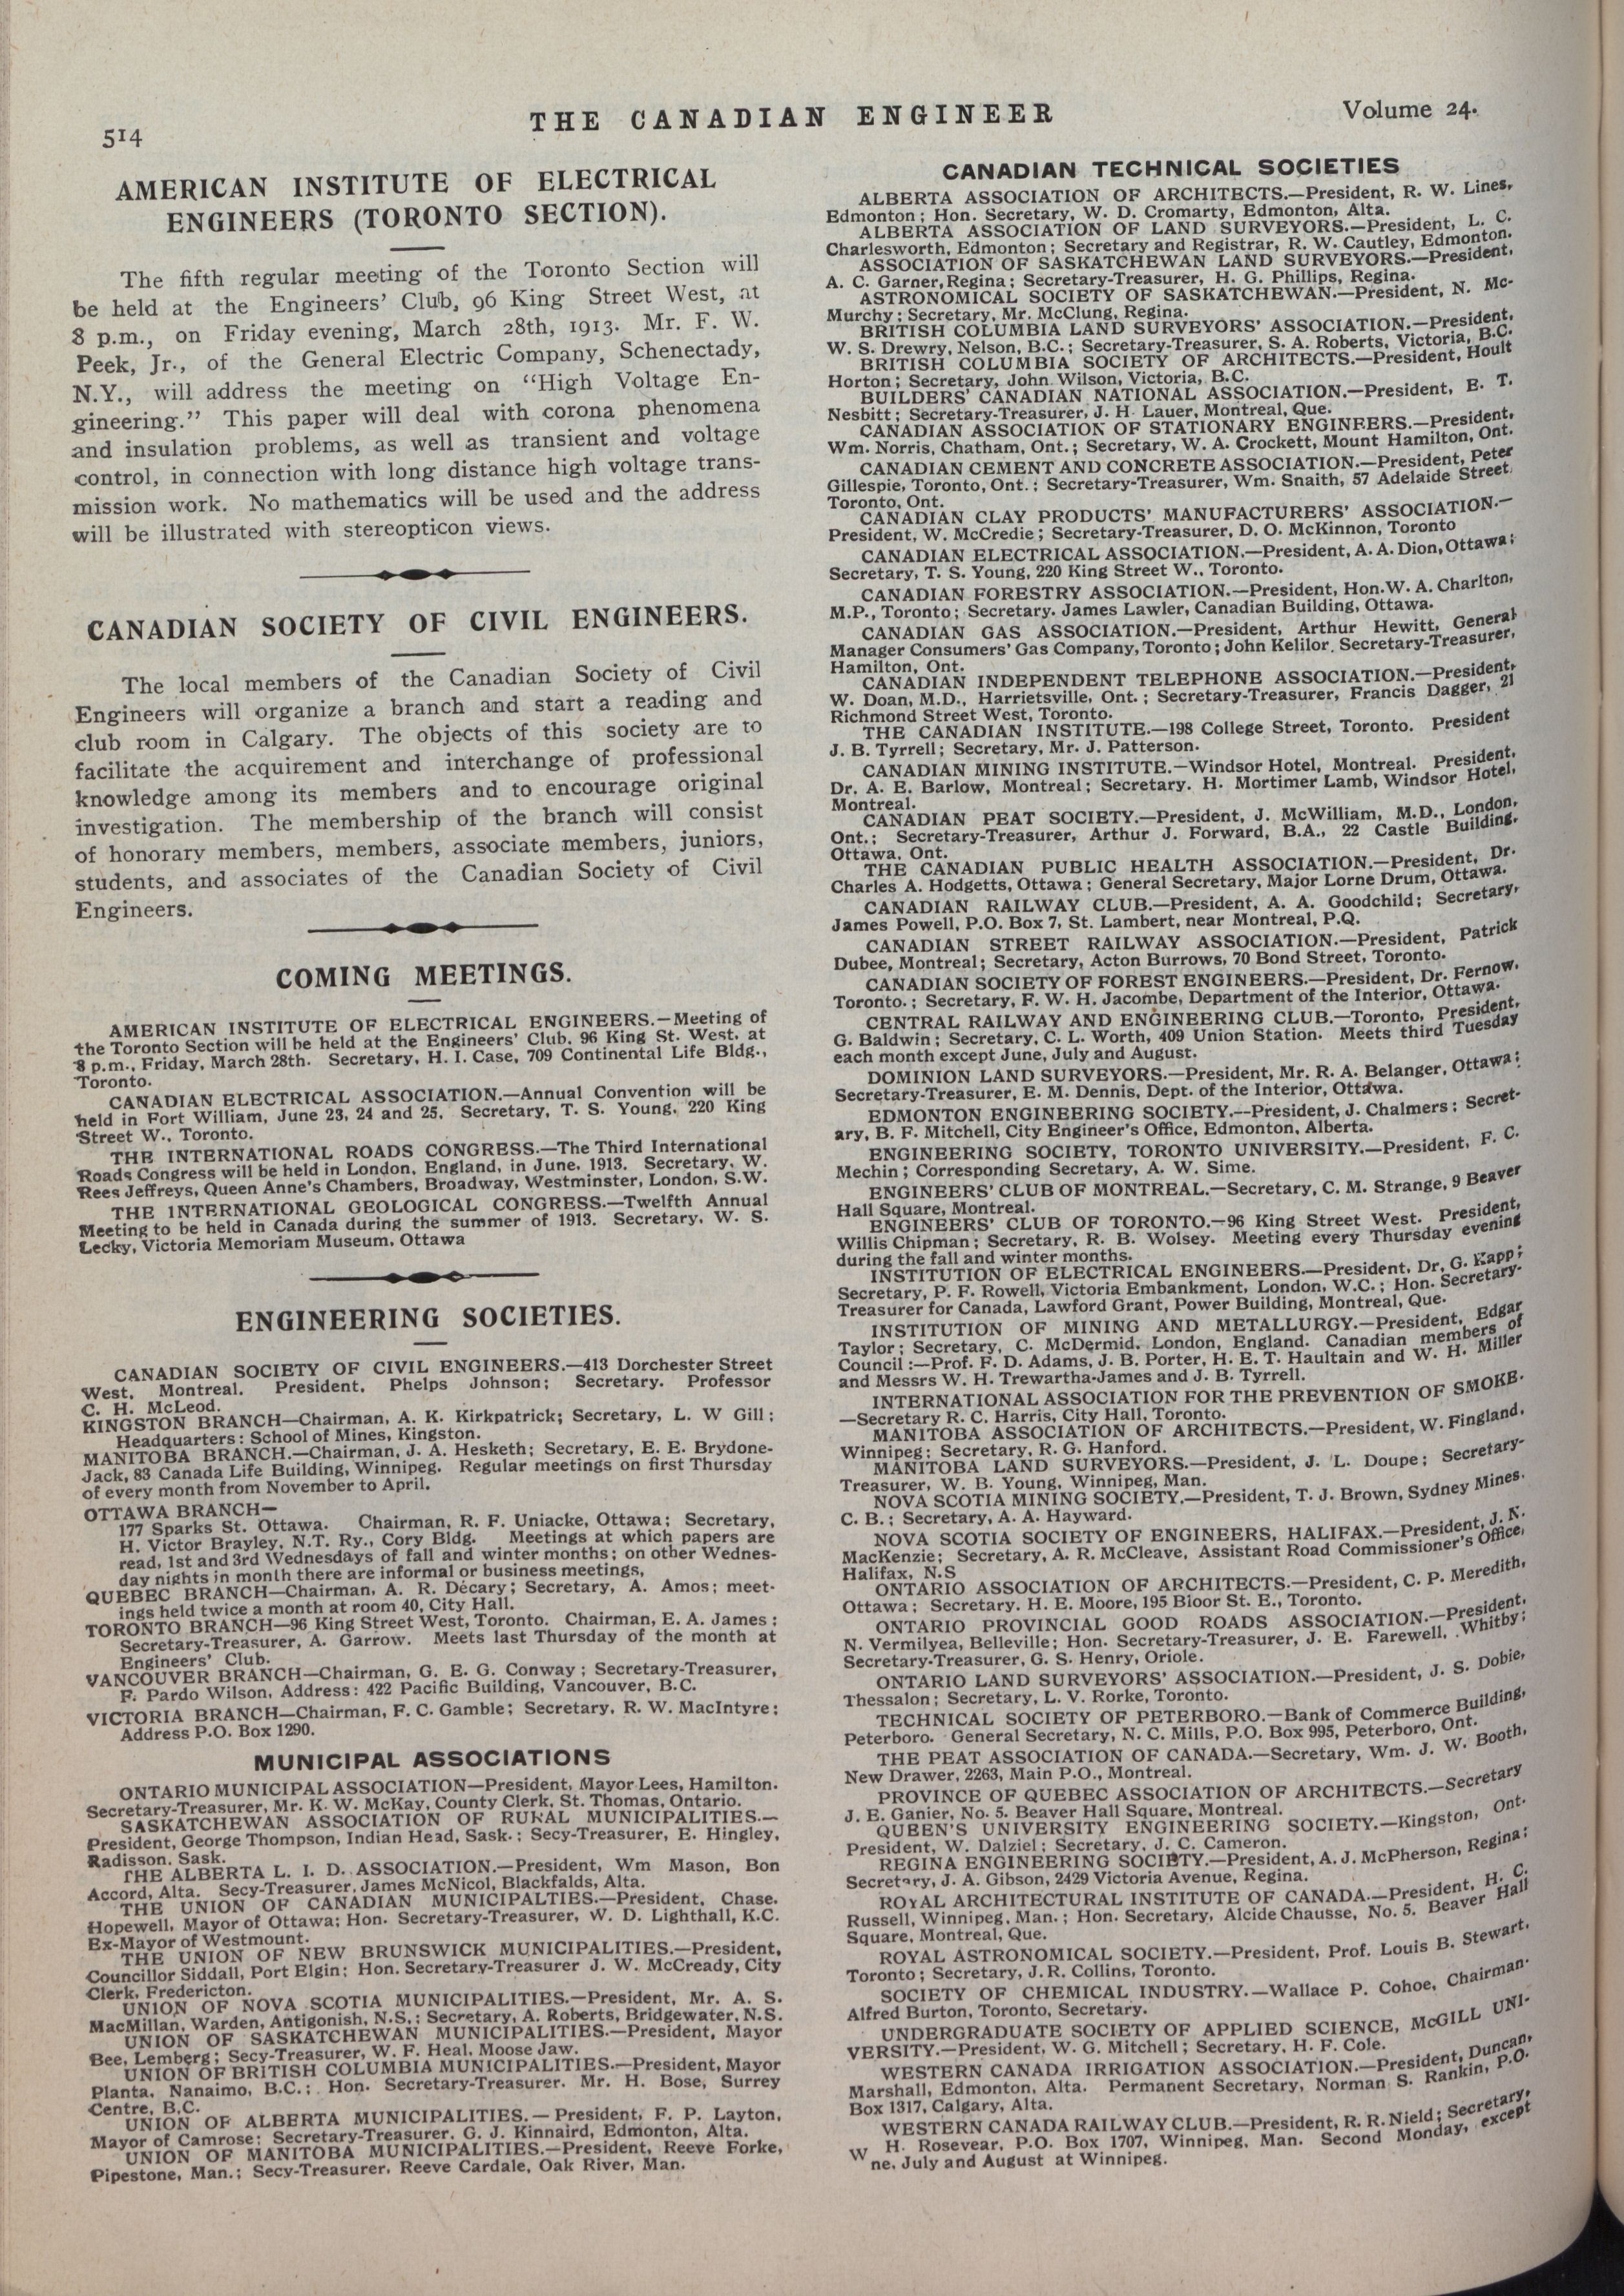 514
THE CANADIAN ENGINEER
Volume 24.
AMERICAN INSTITUTE OF ELECTRICAL
ENGINEERS (TORONTO SECTION).
The fifth regular meeting of the Toronto Section will
be held at the Engineers' Club, 96 King Street West, at
8 p.m., on Friday evening, March 28th, 1913. Mr. F. W.
Peek, Jr., of the General Electric Company, Schenectady,
N.Y., will address the meeting on "High Voltage En-
gineering." This paper will deal with corona phenomena
and insulation problems, as well as transient and voltage
control, in connection with long distance high voltage trans-
mission work. No mathematics will be used and the address
will be illustrated with stereopticon views.
CANADIAN SOCIETY OF CIVIL ENGINEERS.
The local members of the Canadian Society of Civil
Engineers will organize a branch and start a reading and
club room in Calgary. The objects of this society are to
facilitate the acquirement and interchange of professional
knowledge among its members and to encourage original
investigation. The membership of the branch will consist
of honorary members, members, associate members, juniors,
students, and associates of the Canadian Society of Civil
Engineers.
COMING MEETINGS.
AMERICAN INSTITUTE OF ELECTRICAL ENGINEERS.—Meeting of
the Toronto Section will be held at the Engineers' Club, 96 King St. West, at
8 p.m., Friday, March 28th. Secretary, H. I. Case, 709 Continental Life Bldg.,
Toronto.
CANADIAN ELECTRICAL ASSOCIATION.—Annual Convention will be
held in Fort William, June 23, 24 and 25. Secretary, T. S. Young, 220 King
Street W., Toronto.
THE INTERNATIONAL ROADS CONGRESS.—The Third International
Roads Congress will be held in London, England, in June, 1913. Secretary, W.
Rees Jeffreys, Queen Anne's Chambers, Broadway, Westminster, London, S.W.
THE INTERNATIONAL GEOLOGICAL CONGRESS.—Twelfth Annual
Meeting to be held in Canada during the summer of 1913. Secretary, W. S.
Lecky, Victoria Memoriam Museum, Ottawa
ENGINEERING SOCIETIES.
CANADIAN SOCIETY OF CIVIL ENGINEERS.—413 Dorchester Street
West, Montreal. President, Phelps Johnson; Secretary. Professor
C. H. McLeod.
KINGSTON BRANCH—Chairman, A. K. Kirkpatrick; Secretary, L. W Gill;
Headquarters: School of Mines, Kingston.
MANITOBA BRANCH.—Chairman, J. A. Hesketh; Secretary, E. E. Brydone-
Jack, 83 Canada Life Building, Winnipeg. Regular meetings on first Thursday
of every month from November to April.
OTTAWA BRANCH—
177 Sparks St. Ottawa. Chairman, R. F. Uniacke, Ottawa; Secretary,
H. Victor Brayley, N.T. Ry., Cory Bldg. Meetings at which papers are
read, 1st and 3rd Wednesdays of fall and winter months; on other Wednes-
day nights in month there are informal or business meetings,
QUEBEC BRANCH—Chairman, A. R. Décary; Secretary, A. Amos; meet-
ings held twice a month at room 40, City Hall.
TORONTO BRANCH—96 King Street West, Toronto. Chairman, E. A. James;
Secretary-Treasurer, A. Garrow. Meets last Thursday of the month at
Engineers' Club.
VANCOUVER BRANCH—Chairman, G. E. G. Conway; Secretary-Treasurer,
F. Pardo Wilson, Address: 422 Pacific Building, Vancouver, B.C.
VICTORIA BRANCH—Chairman, F. C. Gamble; Secretary, R. W. MacIntyre;
Address P.O. Box 1290.
MUNICIPAL ASSOCIATIONS
ONTARIO MUNICIPAL ASSOCIATION—President, Mayor Lees, Hamilton.
Secretary-Treasurer, Mr. K. W. McKay, County Clerk, St. Thomas, Ontario.
SASKATCHEWAN ASSOCIATION OF RURAL MUNICIPALITIES.—
President, George Thompson, Indian Head, Sask.; Secy-Treasurer, E. Hingley,
Radisson, Sask.
THE ALBERTA L. I. D. ASSOCIATION.—President, Wm Mason, Bon
Accord, Alta. Secy-Treasurer, James McNicol, Blackfalds, Alta.
THE UNION OF CANADIAN MUNICIPALTIES.—President, Chase.
Hopewell, Mayor of Ottawa; Hon. Secretary-Treasurer, W. D. Lighthall, K.C.
Ex-Mayor of Westmount.
THE UNION OF NEW BRUNSWICK MUNICIPALITIES.—President,
Councillor Siddall, Port Elgin; Hon. Secretary-Treasurer J. W. McCready, City
Clerk, Fredericton.
UNION OF NOVA SCOTIA MUNICIPALITIES.—President, Mr. A. S.
MacMillan, Warden, Antigonish, N.S.; Secretary, A. Roberts, Bridgewater, N.S.
UNION OF SASKATCHEWAN MUNICIPALITIES.—President, Mayor
Bee, Lemberg; Secy-Treasurer, W. F. Heal, Moose Jaw.
UNION OF BRITISH COLUMBIA MUNICIPALITIES.—President, Mayor
Planta, Nanaimo, B.C.; Hon. Secretary-Treasurer. Mr. H. Bose, Surrey
Centre, B.C.
UNION OF ALBERTA MUNICIPALITIES.—President, F. P. Layton,
Mayor of Camrose; Secretary-Treasurer, G. J. Kinnaird, Edmonton, Alta.
UNION OF MANITOBA MUNICIPALITIES.—President, Reeve Forke,
Pipestone, Man.; Secy-Treasurer, Reeve Cardale, Oak River, Man.
CANADIAN TECHNICAL SOCIETIES
ALBERTA ASSOCIATION OF ARCHITECTS.—President, R. W. Lines,
Edmonton; Hon. Secretary, W. D. Cromarty, Edmonton, Alta.
ALBERTA ASSOCIATION OF LAND SURVEYORS.—President, L. C.
Charlesworth, Edmonton; Secretary and Registrar, R. W. Cautley, Edmonton.
ASSOCIATION OF SASKATCHEWAN LAND SURVEYORS.—President,
A. C. Garner, Regina; Secretary-Treasurer, H. G. Phillips, Regina.
ASTRONOMICAL SOCIETY OF SASKATCHEWAN.—President, N. Mc-
Murchy; Secretary, Mr. McClung, Regina.
BRITISH COLUMBIA LAND SURVEYORS' ASSOCIATION.—President,
W. S. Drewry, Nelson, B.C.; Secretary-Treasurer, S. A. Roberts, Victoria, B.C.
BRITISH COLUMBIA SOCIETY OF ARCHITECTS.—President, Hoult
Horton; Secretary, John Wilson, Victoria, B.C.
BUILDERS' CANADIAN NATIONAL ASSOCIATION.—President, E. T.
Nesbitt; Secretary-Treasurer, J. H. Lauer, Montreal, Que.
CANADIAN ASSOCIATION OF STATIONARY ENGINEERS.—President,
Wm. Norris, Chatham, Ont.; Secretary, W. A. Crockett, Mount Hamilton, Ont.
CANADIAN CEMENT AND CONCRETE ASSOCIATION.—President, Peter
Gillespie, Toronto, Ont.; Secretary-Treasurer, Wm. Snaith, 57 Adelaide Street,
Toronto, Ont.
CANADIAN CLAY PRODUCTS' MANUFACTURERS' ASSOCIATION.—
President, W. McCredie; Secretary-Treasurer, D. O. McKinnon, Toronto
CANADIAN ELECTRICAL ASSOCIATION.—President, A. A. Dion, Ottawa;
Secretary, T. S. Young, 220 King Street W., Toronto.
CANADIAN FORESTRY ASSOCIATION.—President, Hon. W. A. Charlton,
M.P., Toronto; Secretary. James Lawler, Canadian Building, Ottawa.
CANADIAN GAS ASSOCIATION.—President, Arthur Hewitt, General
Manager Consumers' Gas Company, Toronto; John Kelilor, Secretary-Treasurer,
Hamilton, Ont.
CANADIAN INDEPENDENT TELEPHONE ASSOCIATION.—President,
W. Doan, M.D., Harrietsville, Ont.; Secretary-Treasurer, Francis Dagger, 21
Richmond Street West, Toronto.
THE CANADIAN INSTITUTE.—198 College Street, Toronto. President
J. B. Tyrrell; Secretary, Mr. J. Patterson.
CANADIAN MINING INSTITUTE.—Windsor Hotel, Montreal. President,
Dr. A. E. Barlow, Montreal; Secretary. H. Mortimer Lamb, Windsor Hotel,
Montreal.
CANADIAN PEAT SOCIETY.—President, J. McWilliam, M.D., London,
Ont.; Secretary-Treasurer, Arthur J. Forward, B.A., 22 Castle Building,
Ottawa, Ont.
THE CANADIAN PUBLIC HEALTH ASSOCIATION.—President, Dr.
Charles A. Hodgetts, Ottawa; General Secretary, Major Lorne Drum, Ottawa.
CANADIAN RAILWAY CLUB.—President, A. A. Goodchild; Secretary,
James Powell, P.O. Box 7, St. Lambert, near Montreal, P.Q.
CANADIAN STREET RAILWAY ASSOCIATION.—President, Patrick
Dubee, Montreal; Secretary, Acton Burrows, 70 Bond Street, Toronto.
CANADIAN SOCIETY OF FOREST ENGINEERS.—President, Dr. Fernow,
Toronto.; Secretary, F. W. H. Jacombe, Department of the Interior, Ottawa.
CENTRAL RAILWAY AND ENGINEERING CLUB.—Toronto, President,
G. Baldwin; Secretary, C. L. Worth, 409 Union Station. Meets third Tuesday
each month except June, July and August.
DOMINION LAND SURVEYORS.—President, Mr. R. A. Belanger, Ottawa;
Secretary-Treasurer, E. M. Dennis, Dept. of the Interior, Ottawa.
EDMONTON ENGINEERING SOCIETY.—President, J. Chalmers; Secret-
ary, B. F. Mitchell, City Engineer's Office, Edmonton, Alberta.
ENGINEERING SOCIETY, TORONTO UNIVERSITY.—President, F. C.
Mechin; Corresponding Secretary, A. W. Sime.
ENGINEERS' CLUB OF MONTREAL.—Secretary, C. M. Strange, 9 Beaver
Hall Square, Montreal.
ENGINEERS' CLUB OF TORONTO.—96 King Street West. President,
Willis Chipman; Secretary, R. B. Wolsey. Meeting every Thursday evening
during the fall and winter months.
INSTITUTION OF ELECTRICAL ENGINEERS.—President, Dr. G. Kapp;
Secretary, P. F. Rowell, Victoria Embankment, London, W.C.; Hon. Secretary-
Treasurer for Canada, Lawford Grant, Power Building, Montreal, Que.
INSTITUTION OF MINING AND METALLURGY.—President, Edgar
Taylor; Secretary, C. McDermid, London, England. Canadian members of
Council:—Prof. F. D. Adams, J. B. Porter, H. E. T. Haultain and W. H. Miller
and Messrs W. H. Trewartha-James and J. B. Tyrrell.
INTERNATIONAL ASSOCIATION FOR THE PREVENTION OF SMOKE.
—Secretary R. C. Harris, City Hall, Toronto.
MANITOBA ASSOCIATION OF ARCHITECTS.—President, W. Fingland,
Winnipeg; Secretary, R. G. Hanford.
MANITOBA LAND SURVEYORS.—President, J. L. Doupe; Secretary-
Treasurer, W. B. Young, Winnipeg, Man.
NOVA SCOTIA MINING SOCIETY.—President, T. J. Brown, Sydney Mines,
C. B.; Secretary, A. A. Hayward.
NOVA SCOTIA SOCIETY OF ENGINEERS, HALIFAX.—President, J. N.
MacKenzie; Secretary, A. R. McCleave, Assistant Road Commissioner's Office,
Halifax, N.S
ONTARIO ASSOCIATION OF ARCHITECTS.—President, C. P. Meredith,
Ottawa; Secretary. H. E. Moore, 195 Bloor St. E., Toronto.
ONTARIO PROVINCIAL GOOD ROADS ASSOCIATION.—President,
N. Vermilyea, Belleville; Hon. Secretary-Treasurer, J. E. Farewell, Whitby;
Secretary-Treasurer, G. S. Henry, Oriole.
ONTARIO LAND SURVEYORS' ASSOCIATION.—President, J. S. Dobie,
Thessalon; Secretary, L. V. Rorke, Toronto.
TECHNICAL SOCIETY OF PETERBORO.—Bank of Commerce Building,
Peterboro. General Secretary, N. C. Mills, P.O. Box 995, Peterboro, Ont.
THE PEAT ASSOCIATION OF CANADA.—Secretary, Wm. J. W. Booth,
New Drawer, 2263, Main P.O., Montreal.
PROVINCE OF QUEBEC ASSOCIATION OF ARCHITECTS.—Secretary
J. E. Ganier, No. 5. Beaver Hall Square, Montreal.
QUEEN'S UNIVERSITY ENGINEERING SOCIETY.—Kingston, Ont.
President, W. Dalziel; Secretary, J. C. Cameron.
REGINA ENGINEERING SOCIETY.—President, A. J. McPherson, Regina;
Secretary, J. A. Gibson, 2429 Victoria Avenue, Regina.
ROYAL ARCHITECTURAL INSTITUTE OF CANADA.—President, H. C.
Russell, Winnipeg, Man.; Hon. Secretary, Alcide Chausse, No. 5. Beaver Hall
Square, Montreal, Que.
ROYAL ASTRONOMICAL SOCIETY.—President, Prof. Louis B. Stewart,
Toronto; Secretary, J. R. Collins, Toronto.
SOCIETY OF CHEMICAL INDUSTRY.—Wallace P. Cohoe, Chairman.
Alfred Burton, Toronto, Secretary.
UNDERGRADUATE SOCIETY OF APPLIED SCIENCE, McGILL UNI-
VERSITY.—President, W. G. Mitchell; Secretary, H. F. Cole.
WESTERN CANADA IRRIGATION ASSOCIATION.—President, Duncan,
Marshall, Edmonton, Alta. Permanent Secretary, Norman S. Rankin, P.O.
Box 1317, Calgary, Alta.
WESTERN CANADA RAILWAY CLUB.—President, R. R. Nield; Secretary,
W H. Rosevear, P.O. Box 1707, Winnipeg, Man. Second Monday, except
ne, July and August at Winnipeg.